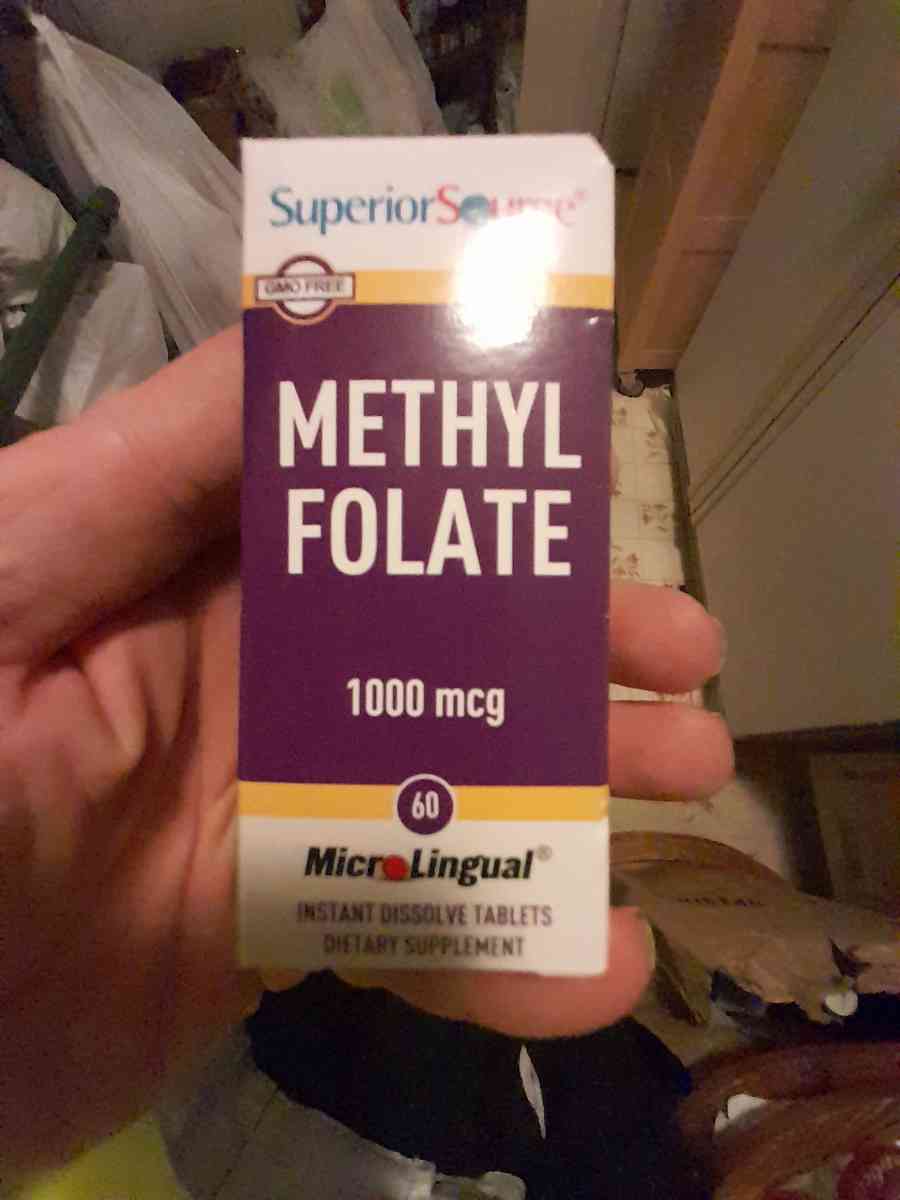 SuperiorSource®
GMO FREE
METHYL
FOLATE
1000 mcg
60
MicroLingual®
INSTANT DISSOLVE TABLETS
DIETARY SUPPLEMENT